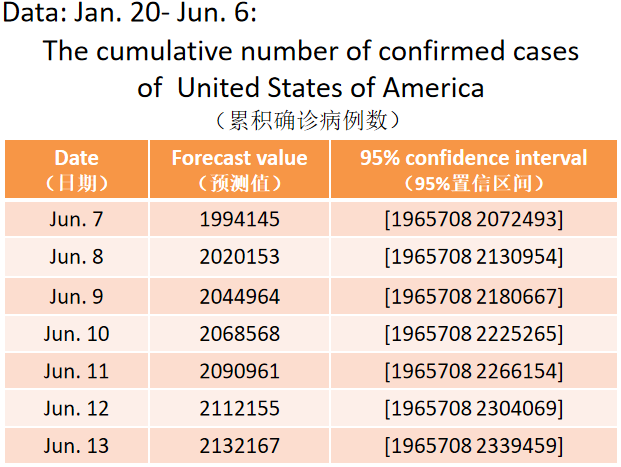 Data: Jan. 20- Jun. 6:
The cumulative number of confirmed cases
of United States of America
（累积确诊病例数）
Date Forecast value 95% confidence interval
（日期） （预测值） （95%置信区间）
Jun. 7 1994145 [1965708 2072493]
Jun. 8 2020153 [1965708 2130954]
Jun. 9 2044964 [1965708 2180667]
Jun. 10 2068568 [1965708 2225265]
Jun. 11 2090961 [1965708 2266154]
Jun. 12 2112155 [1965708 2304069]
Jun. 13 2132167 [1965708 2339459]